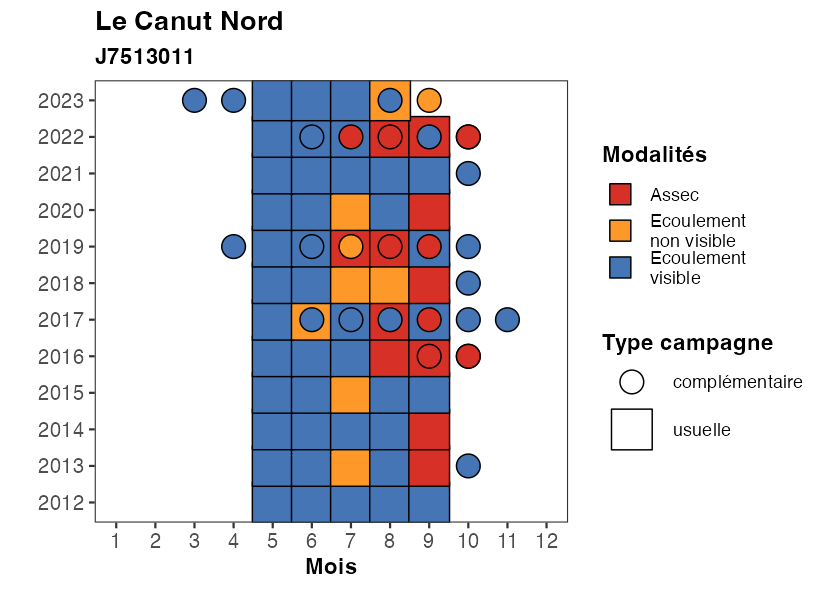 Le Canut Nord
J7513011
2023
2022
2021
2020
2019
2018
2017
2016
2015
2014
2013
2012
1 2 3 4 5 6 7 8 9 10 11 12
Mois
Modalités
Assec
Ecoulement
non visible
Ecoulement
visible
Type campagne
complémentaire
usuelle